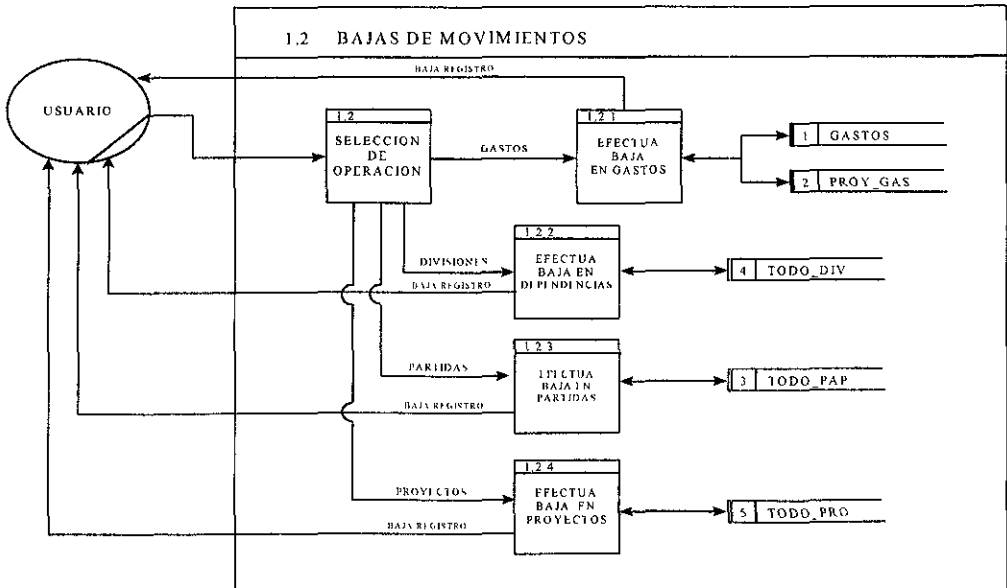 1.2 BAJAS DE MOVIMIENTOS
BAJA REGISTRO
USUARIO
1.2
SELECCION
DE
OPERACION
GASTOS
1.2 1
EFECTUA
BAJA
EN GASTOS
1 GASTOS
2 PROY_GAS
DIVISIONES
BAJA REGISTRO
1.2 2
EFECTUA
BAJA EN
DEPENDENCIAS
4 TODO_DIV
PARTIDAS
BAJA REGISTRO
1.2 3
EFECTUA
BAJA EN
PARTIDAS
3 TODO_PAP
PROYECTOS
BAJA REGISTRO
1.2 4
EFECTUA
BAJA EN
PROYECTOS
5 TODO_PRO